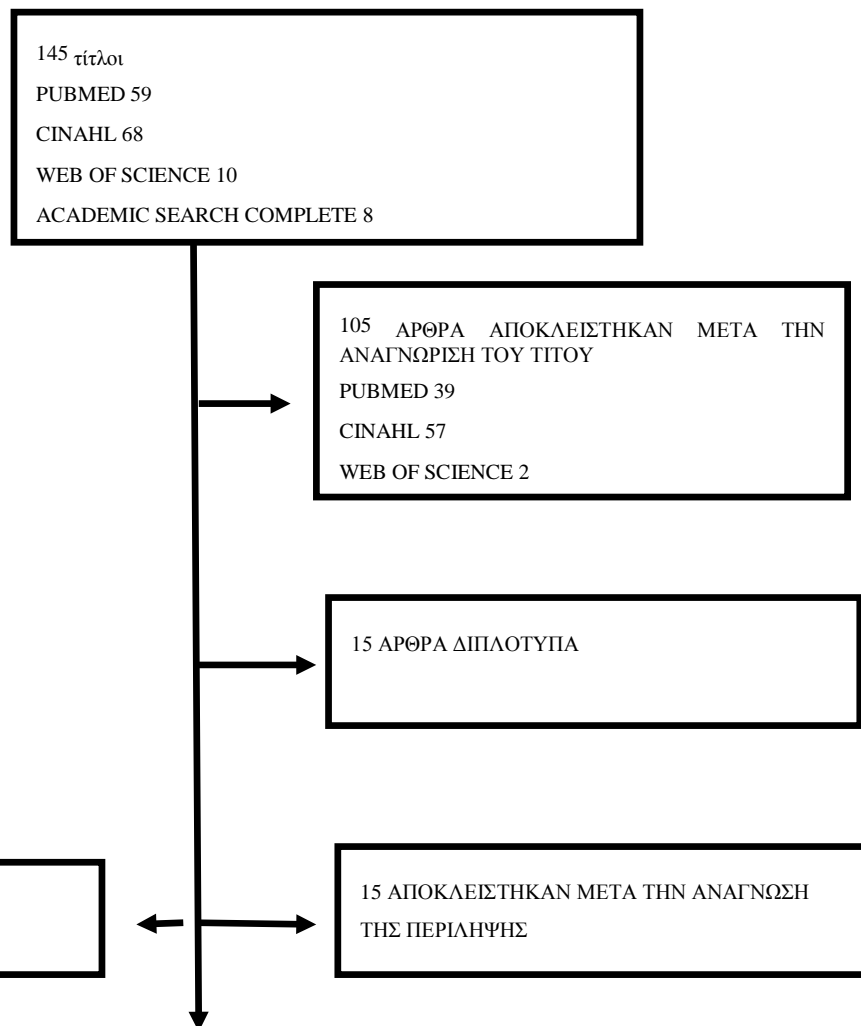 145 τίτλοι
PUBMED 59
CINAHL 68
WEB OF SCIENCE 10
ACADEMIC SEARCH COMPLETE 8
105 ΑΡΘΡΑ ΑΠΟΚΛΕΙΣΤΗΚΑΝ ΜΕΤΑ ΤΗΝ
ΑΝΑΓΝΩΡΙΣΗ ΤΟΥ ΤΙΤΟΥ
PUBMED 39
CINAHL 57
WEB OF SCIENCE 2
15 ΑΡΘΡΑ ΔΙΠΛΟΤΥΠΑ
15 ΑΠΟΚΛΕΙΣΤΗΚΑΝ ΜΕΤΑ ΤΗΝ ΑΝΑΓΝΩΣΗ
ΤΗΣ ΠΕΡΙΛΗΨΗΣ